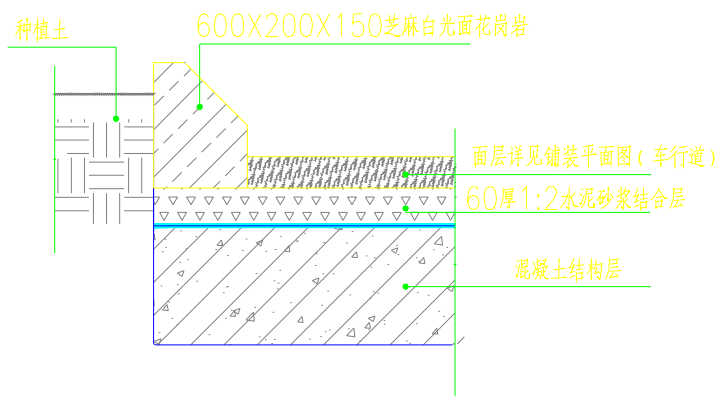 种植土
600X200X150芝麻白光面花岗岩
面层详见铺装平面图（车行道）
60厚1:2水泥砂浆结合层
混凝土结构层